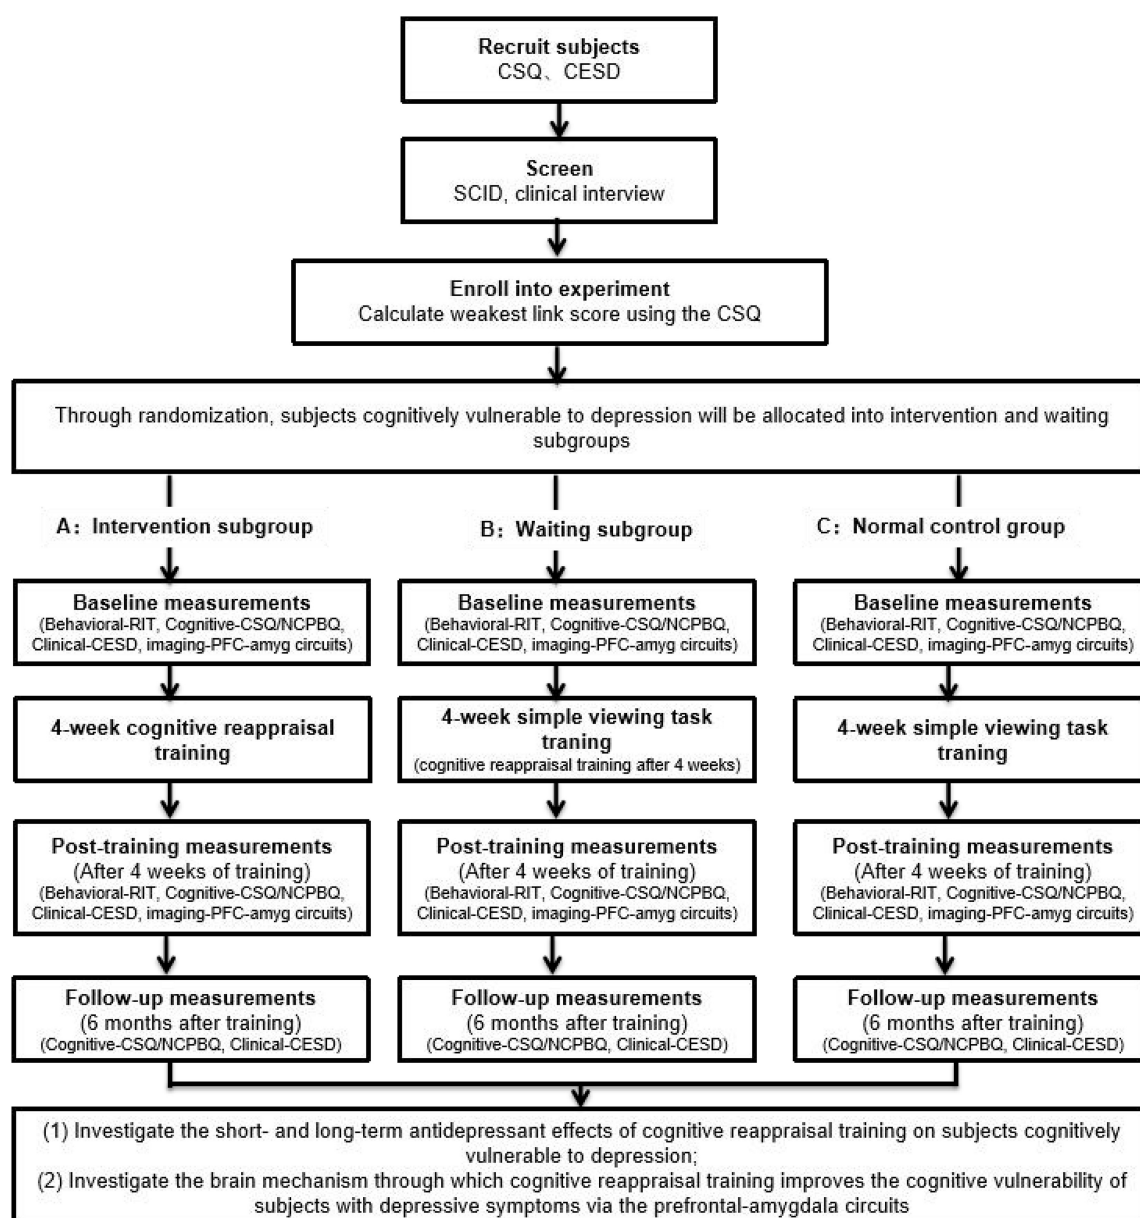 Recruit subjects
CSQ、CESD
Screen
SCID, clinical interview
Enroll into experiment
Calculate weakest link score using the CSQ
Through randomization, subjects cognitively vulnerable to depression will be allocated into intervention and waiting
subgroups
A：Intervention subgroup
B：Waiting subgroup
C：Normal control group
Baseline measurements
(Behavioral-RIT, Cognitive-CSQ/NCPBQ,
Clinical-CESD, imaging-PFC-amyg circuits)
Baseline measurements
(Behavioral-RIT, Cognitive-CSQ/NCPBQ,
Clinical-CESD, imaging-PFC-amyg circuits)
Baseline measurements
(Behavioral-RIT, Cognitive-CSQ/NCPBQ,
Clinical-CESD, imaging-PFC-amyg circuits)
4-week cognitive reappraisal
training
4-week simple viewing task
traning
(cognitive reappraisal training after 4 weeks)
4-week simple viewing task
traning
Post-training measurements
(After 4 weeks of training)
(Behavioral-RIT, Cognitive-CSQ/NCPBQ,
Clinical-CESD, imaging-PFC-amyg circuits)
Post-training measurements
(After 4 weeks of training)
(Behavioral-RIT, Cognitive-CSQ/NCPBQ,
Clinical-CESD, imaging-PFC-amyg circuits)
Post-training measurements
(After 4 weeks of training)
(Behavioral-RIT, Cognitive-CSQ/NCPBQ,
Clinical-CESD, imaging-PFC-amyg circuits)
Follow-up measurements
(6 months after training)
(Cognitive-CSQ/NCPBQ, Clinical-CESD)
Follow-up measurements
(6 months after training)
(Cognitive-CSQ/NCPBQ, Clinical-CESD)
Follow-up measurements
(6 months after training)
(Cognitive-CSQ/NCPBQ, Clinical-CESD)
(1) Investigate the short- and long-term antidepressant effects of cognitive reappraisal training on subjects cognitively
vulnerable to depression;
(2) Investigate the brain mechanism through which cognitive reappraisal training improves the cognitive vulnerability of
subjects with depressive symptoms via the prefrontal-amygdala circuits